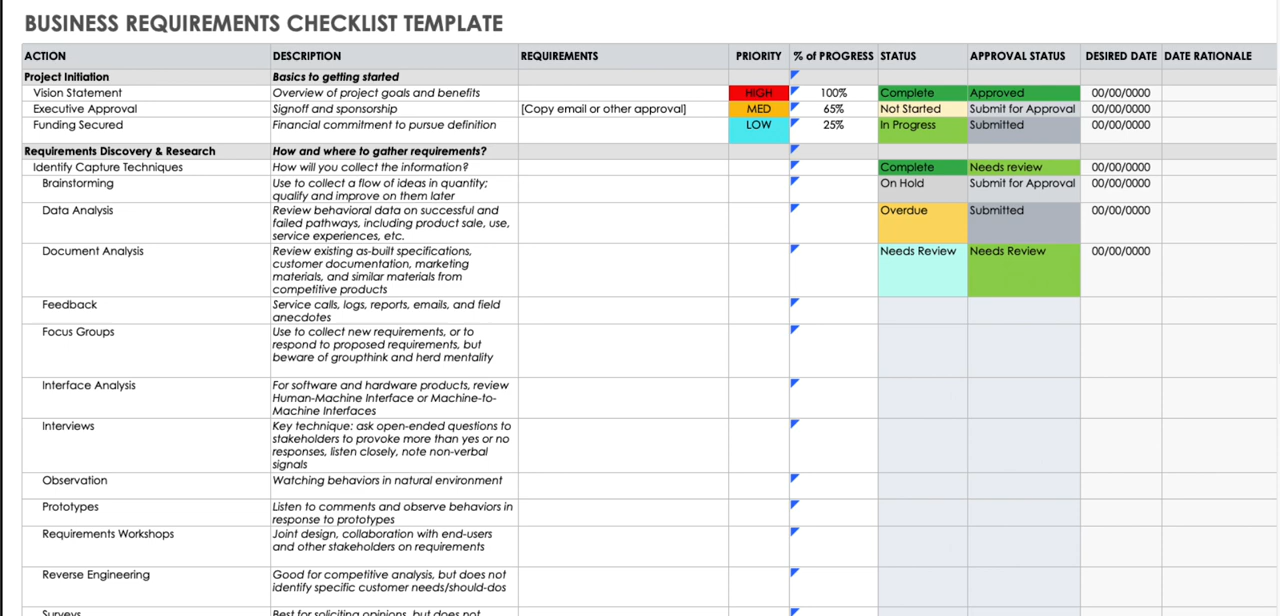 BUSINESS REQUIREMENTS CHECKLIST TEMPLATE
ACTION DESCRIPTION REQUIREMENTS PRIORITY % of PROGRESS STATUS APPROVAL STATUS DESIRED DATE DATE RATIONALE
Project Initiation Basics to getting started
Vision Statement Overview of project goals and benefits HIGH 100% Complete Approved 00/00/0000
Executive Approval Signoff and sponsorship [Copy email or other approval] MED 65% Not Started Submit for Approval 00/00/0000
Funding Secured Financial commitment to pursue definition LOW 25% In Progress Submitted 00/00/0000
Requirements Discovery & Research How and where to gather requirements?
Identify Capture Techniques How will you collect the information? Complete Needs review 00/00/0000
Brainstorming Use to collect a flow of ideas in quantity; On Hold Submit for Approval 00/00/0000
qualify and improve on them later
Data Analysis Review behavioral data on successful and Overdue Submitted 00/00/0000
failed pathways, including product sale, use,
service experiences, etc.
Document Analysis Review existing as-built specifications, Needs Review Needs Review 00/00/0000
customer documentation, marketing
materials, and similar materials from
competitive products
Feedback Service calls, logs, reports, emails, and field
anecdotes
Focus Groups Use to collect new requirements, or to
respond to proposed requirements, but
beware of groupthink and herd mentality
Interface Analysis For software and hardware products, review
Human-Machine Interface or Machine-to-
Machine Interfaces
Interviews Key technique: ask open-ended questions to
stakeholders to provoke more than yes or no
responses, listen closely, note non-verbal
signals
Observation Watching behaviors in natural environment
Prototypes Listen to comments and observe behaviors in
response to prototypes
Requirements Workshops Joint design, collaboration with end-users
and other stakeholders on requirements
Reverse Engineering Good for competitive analysis, but does not
identify specific customer needs/should-dos
Surveys Best for soliciting opinions, but does not